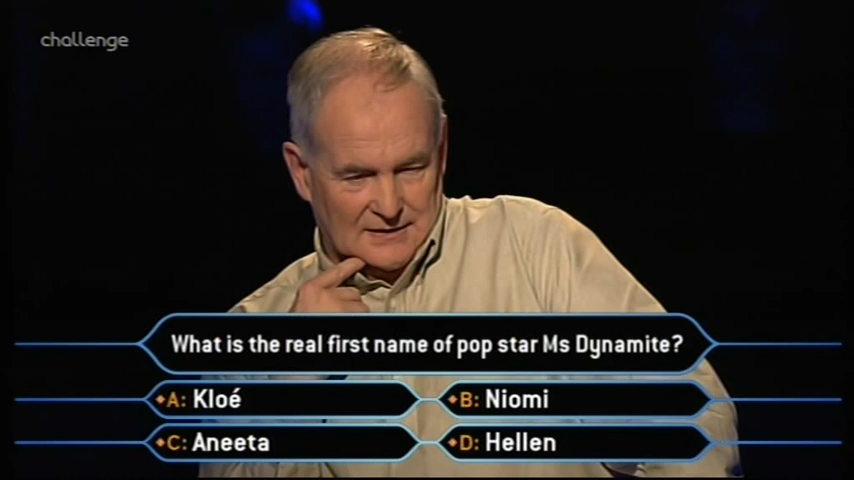 challenge
What is the real first name of pop star Ms Dynamite?
A: Kloé
B: Niomi
C: Aneeta
D: Hellen